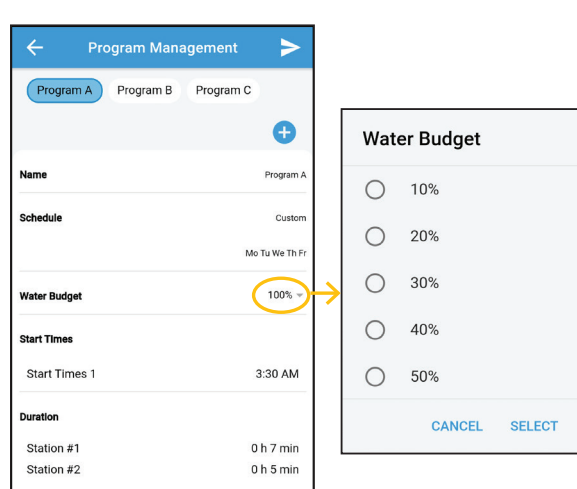 Program Management
Program A Program B Program C
Name Program A
Schedule Custom
Mo Tu We Th Fr
Water Budget 100%
Start Times
Start Times 1 3:30 AM
Duration
Station #1 0 h 7 min
Station #2 0 h 5 min
Water Budget
10%
20%
30%
40%
50%
CANCEL SELECT